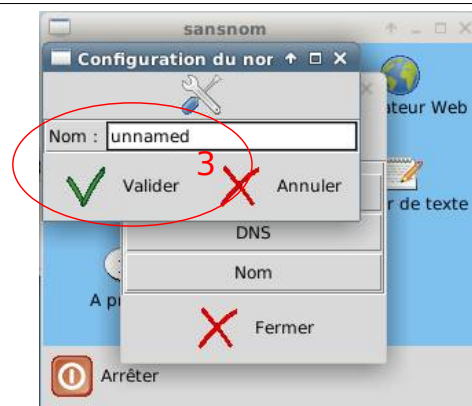 sansnom
Configuration du nor
ateur Web
Nom : unnamed
3
Valider
Annuler
r de texte
DNS
Nom
A p
Fermer
Arrêter